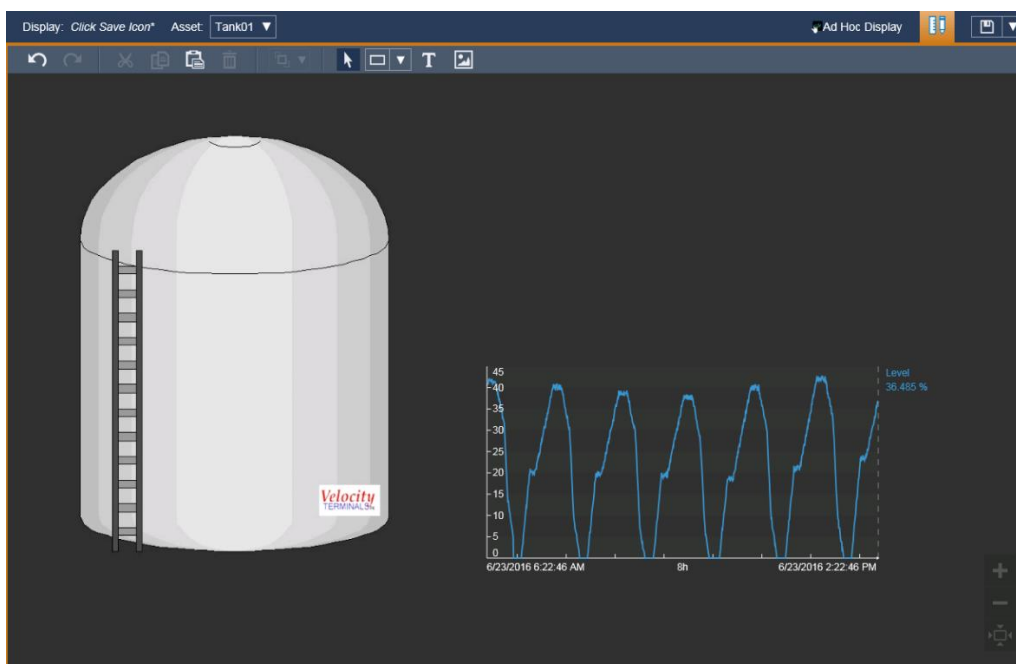 Display: Click Save Icon* Asset: Tank01
Ad Hoc Display
T
45
Level
40
36.485 %
35
30
25
20
15
10
5
0
Velocity
TERMINALS
6/23/2016 6:22:46 AM 8h 6/23/2016 2:22:46 PM